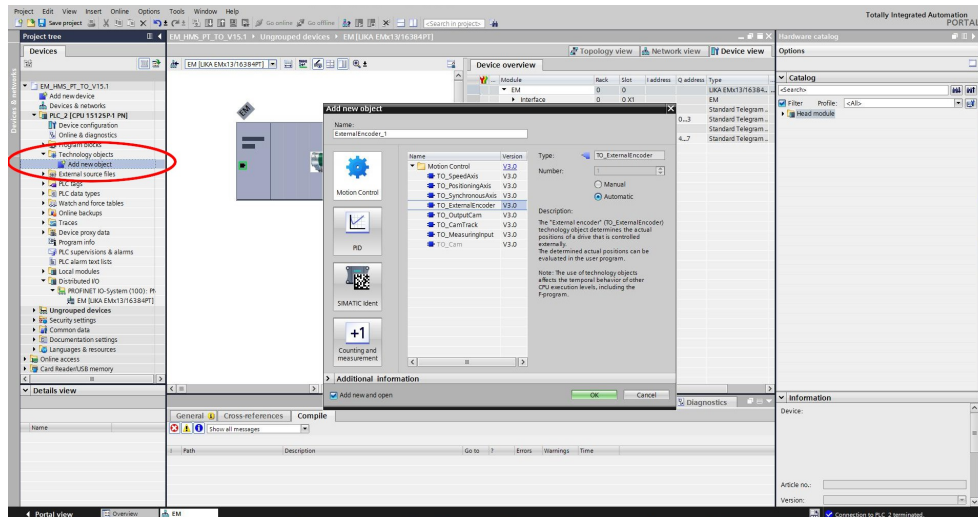 Project Edit View Insert Online Options Tools Window Help
Totally Integrated Automation
PORTAL
Save project
Go online Go offline
<Search in project>
Project tree
EM_HMS_PT_TO_V15.1 Ungrouped devices EM [LIKA EMx13/16384PT]
Hardware catalog
Devices
Topology view Network view Device view
Options
EM [LIKA EMx13/16384PT]
Device overview
Module Rack Slot I address Q address Type
EM 0 0 LIKA EMx13/16384...
Interface 0 0 X1 EM
Standard Telegram...
0...3 Standard Telegram...
Standard Telegram...
4...7 Standard Telegram...
EM_HMS_PT_TO_V15.1
Add new device
Devices & networks
PLC_2 [CPU 1512SP-1 PN]
Device configuration
Online & diagnostics
Program blocks
Technology objects
Add new object
External source files
PLC tags
PLC data types
Watch and force tables
Online backups
Traces
Device proxy data
Program info
PLC supervisions & alarms
PLC alarm text lists
Local modules
Distributed I/O
PROFINET IO-System (100): PN
EM [LIKA EMx13/16384PT]
Ungrouped devices
Security settings
Common data
Documentation settings
Languages & resources
Online access
Card Reader/USB memory
Details view
Name
Devices & networks
EM
Add new object
Name:
ExternalEncoder_1
Motion Control
PID
SIMATIC Ident
+1
Counting and
measurement
Name Version
Motion Control V3.0
TO_SpeedAxis V3.0
TO_PositioningAxis V3.0
TO_SynchronousAxis V3.0
TO_ExternalEncoder V3.0
TO_OutputCam V3.0
TO_CamTrack V3.0
TO_MeasuringInput V3.0
TO_Cam V3.0
Type: TO_ExternalEncoder
Number: 1
Manual
Automatic
Description:
The "External encoder" (TO_ExternalEncoder)
technology object determines the actual
positions of a drive that is controlled
externally.
The determined actual positions can be
evaluated in the user program.
Note: The use of technology objects
affects the temporal behavior of other
CPU execution levels, including the
F-program.
Additional information
Add new and open
OK Cancel
Diagnostics
General Cross-references Compile
Show all messages
! Path Description Go to ? Errors Warnings Time
Catalog
<Search>
Filter Profile: <All>
Head module
Information
Device:
Article no.:
Version:
Portal view Overview EM
Connection to PLC_2 terminated.